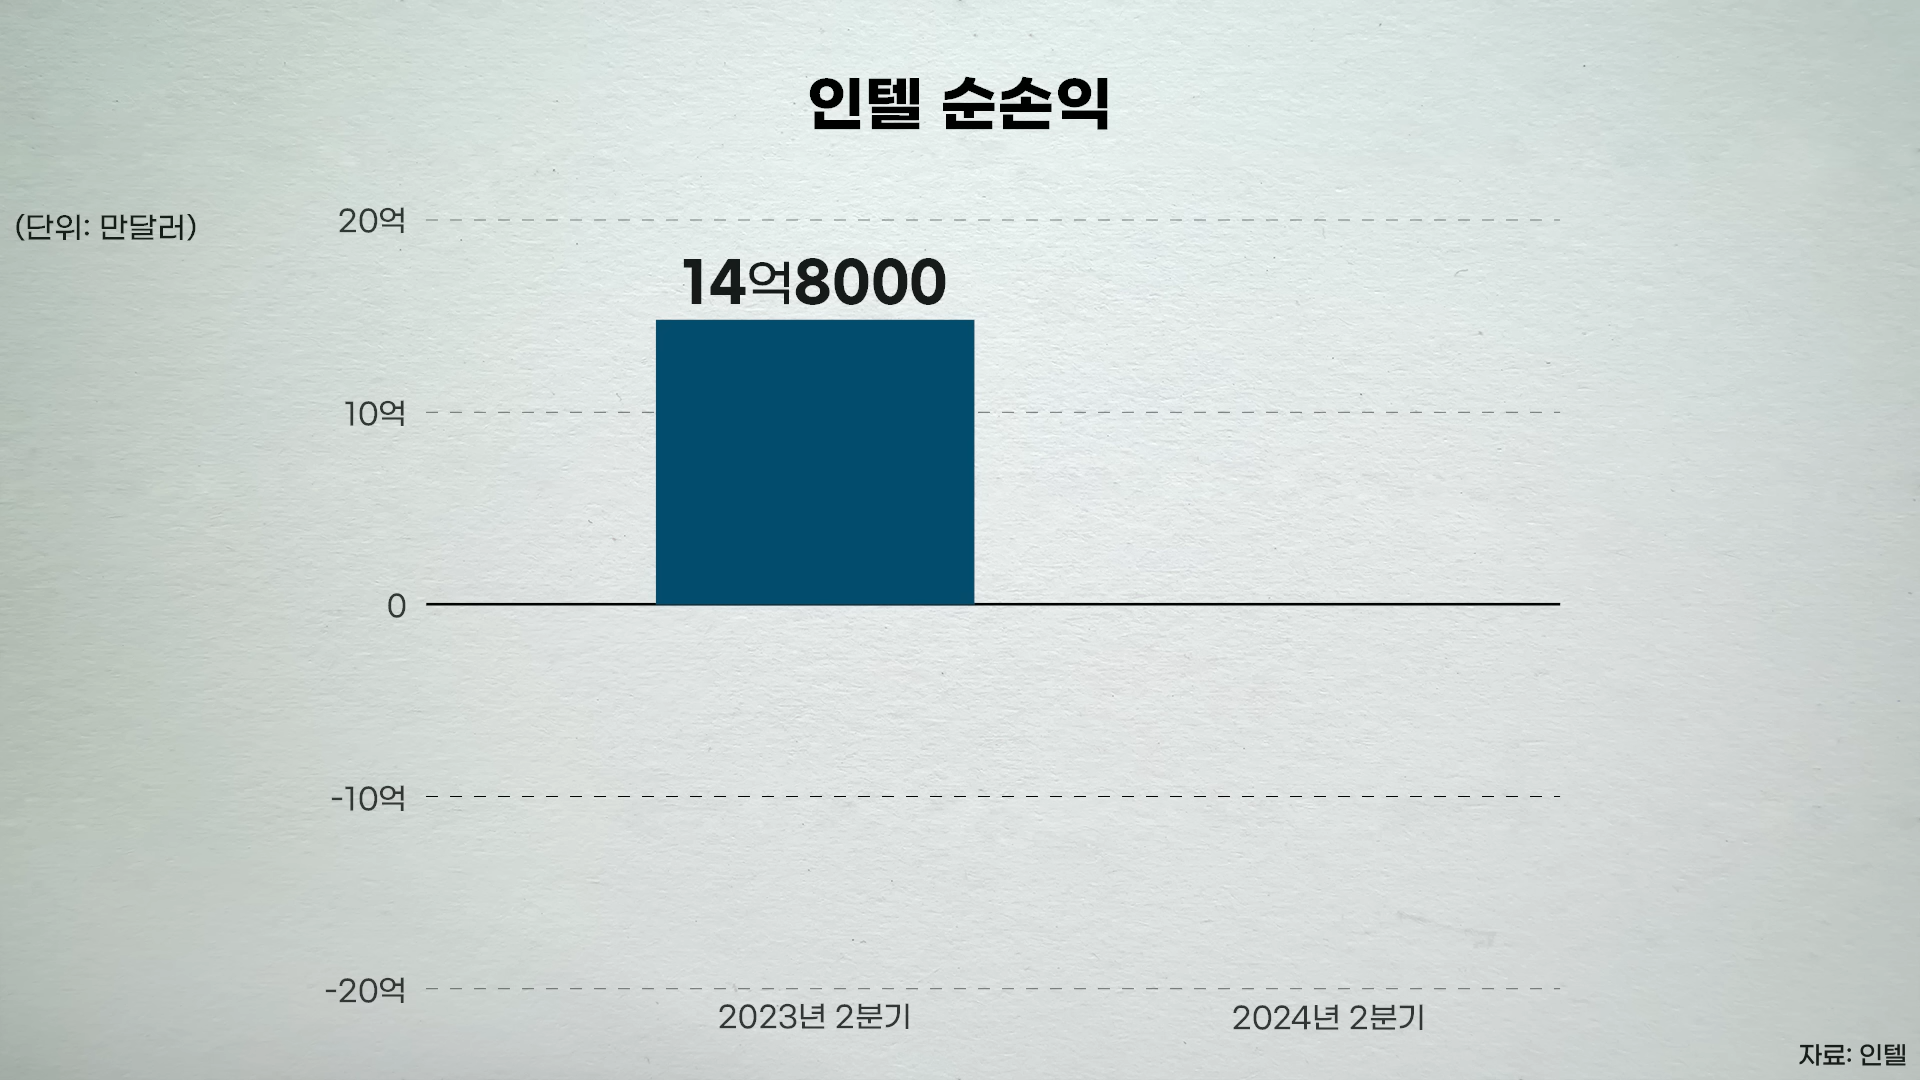 인텔 순손익
(단위: 만달러)
20억
14억8000
10억
0
-10억
-20억
2023년 2분기
2024년 2분기
자료: 인텔